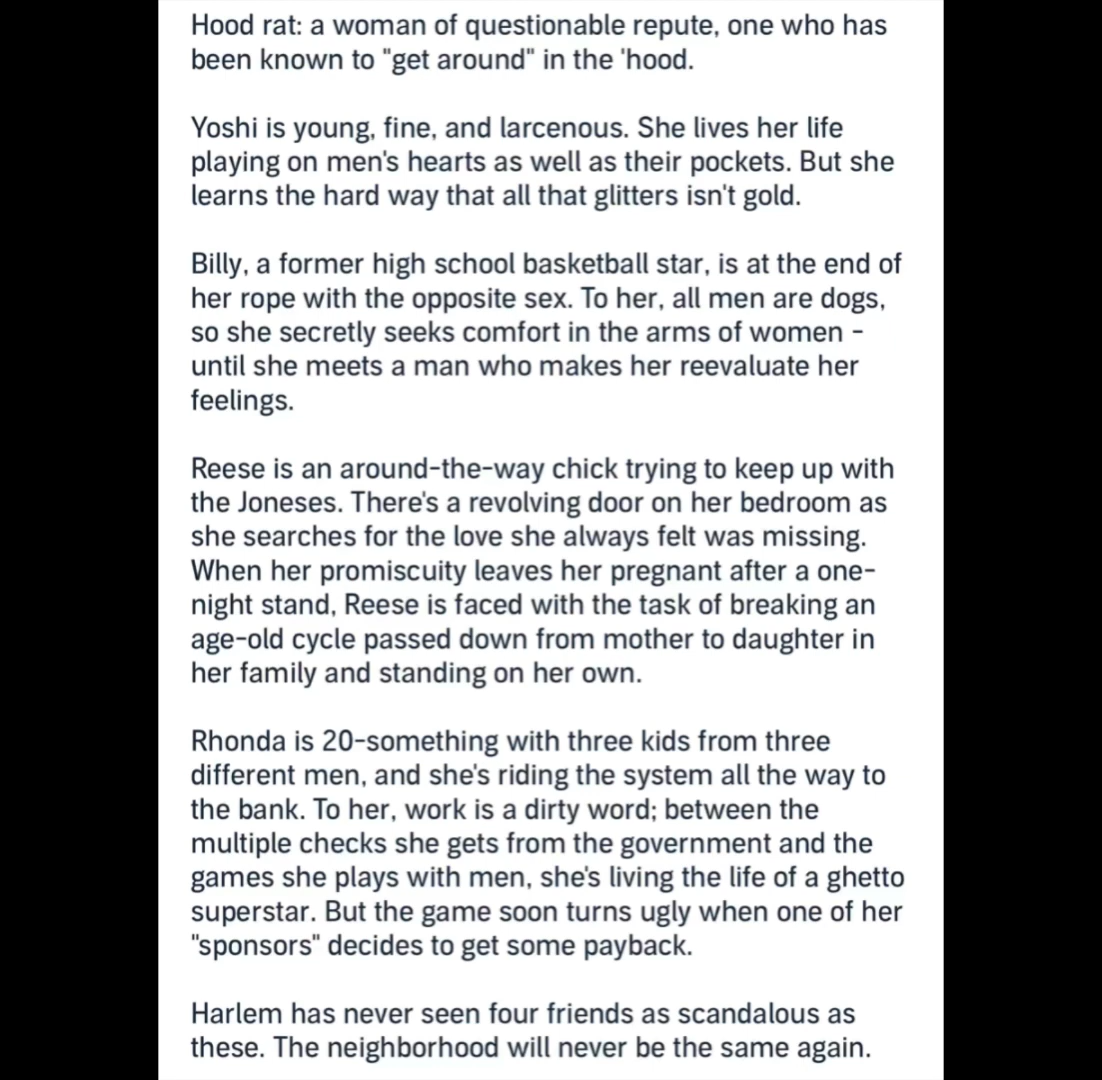 Hood rat: a woman of questionable repute, one who has
been known to "get around" in the 'hood.
Yoshi is young, fine, and larcenous. She lives her life
playing on men's hearts as well as their pockets. But she
learns the hard way that all that glitters isn't gold.
Billy, a former high school basketball star, is at the end of
her rope with the opposite sex. To her, all men are dogs,
so she secretly seeks comfort in the arms of women -
until she meets a man who makes her reevaluate her
feelings.
Reese is an around-the-way chick trying to keep up with
the Joneses. There's a revolving door on her bedroom as
she searches for the love she always felt was missing.
When her promiscuity leaves her pregnant after a one-
night stand, Reese is faced with the task of breaking an
age-old cycle passed down from mother to daughter in
her family and standing on her own.
Rhonda is 20-something with three kids from three
different men, and she's riding the system all the way to
the bank. To her, work is a dirty word; between the
multiple checks she gets from the government and the
games she plays with men, she's living the life of a ghetto
superstar. But the game soon turns ugly when one of her
"sponsors" decides to get some payback.
Harlem has never seen four friends as scandalous as
these. The neighborhood will never be the same again.